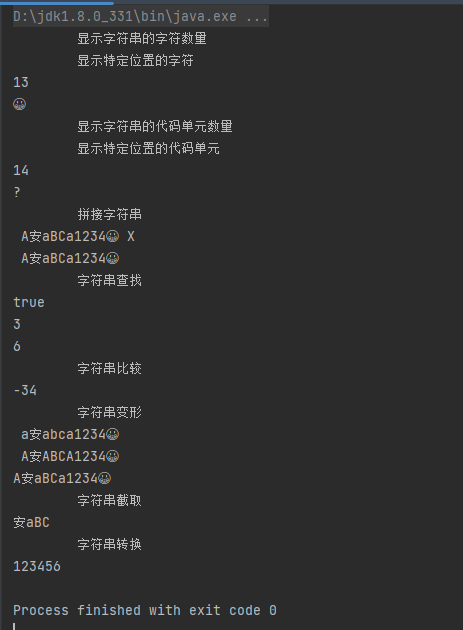 D:\jdk1.8.0_331\bin\java.exe ...
显示字符串的字符数量
显示特定位置的字符
13
😀
显示字符串的代码单元数量
显示特定位置的代码单元
14
?
拼接字符串
A安aBCa1234😀 X
A安aBCa1234😀
字符串查找
true
3
6
字符串比较
-34
字符串变形
a安abca1234😀
A安ABCA1234😀
A安aBCa1234😀
字符串截取
安aBC
字符串转换
123456
Process finished with exit code 0